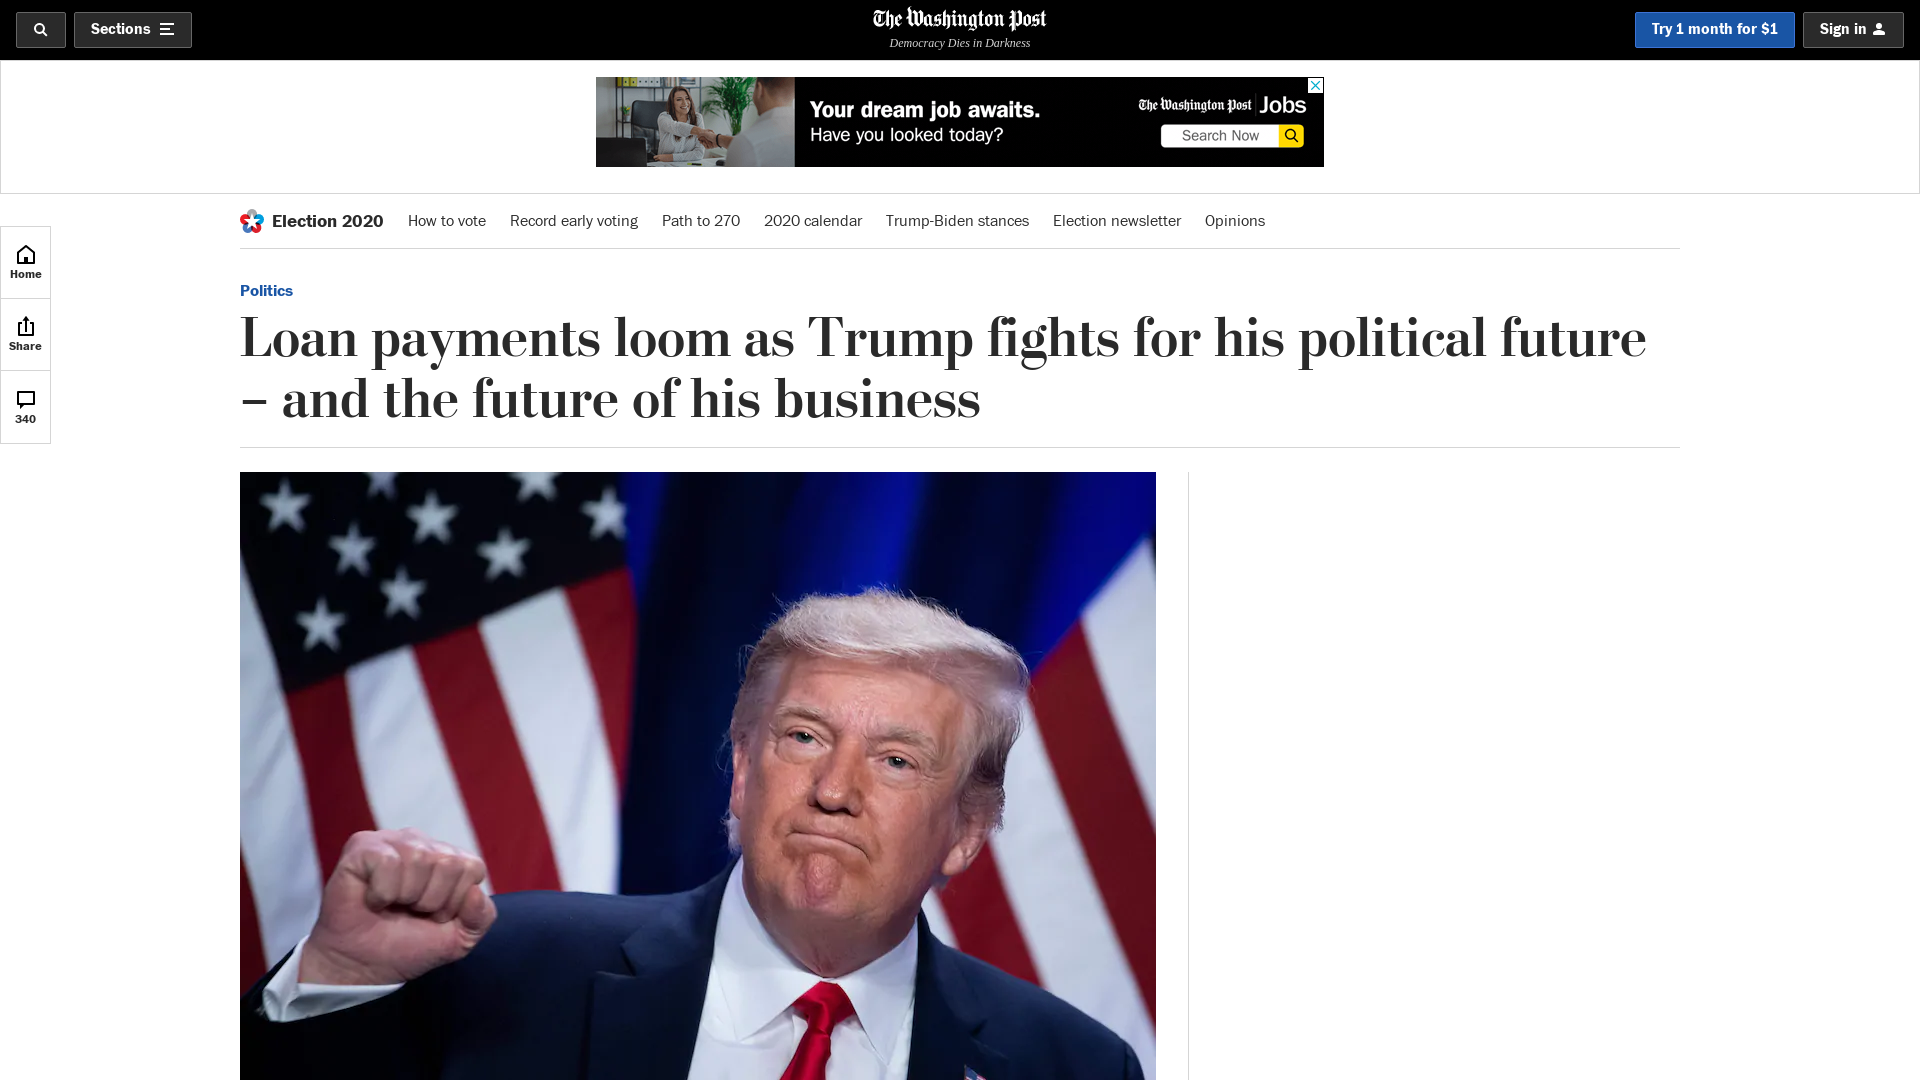 Sections
The Washington Post
Democracy Dies in Darkness
Try 1 month for $1
Sign in
Your dream job awaits.
Have you looked today?
The Washington Post Jobs
Search Now
Election 2020
How to vote
Record early voting
Path to 270
2020 calendar
Trump-Biden stances
Election newsletter
Opinions
Home
Share
340
Politics
Loan payments loom as Trump fights for his political future
– and the future of his business